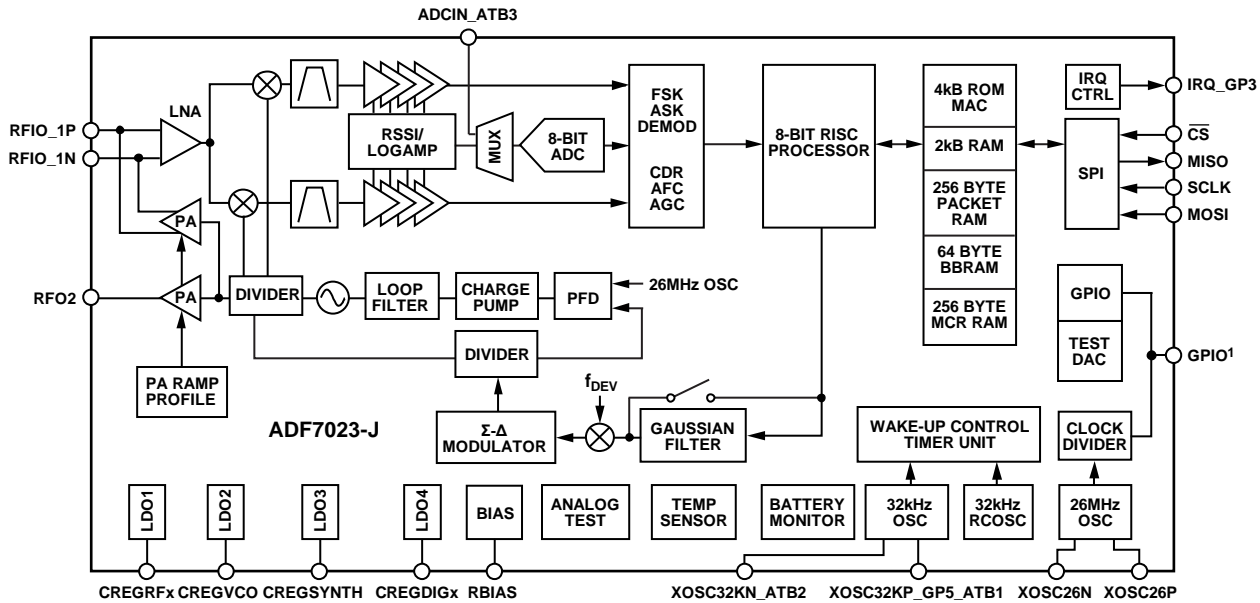 ADCIN_ATB3
RFIO_1P
RFIO_1N
RFO2
LNA
PA
PA
PA RAMP
PROFILE
RSSI/
LOGAMP
MUX
8-BIT
ADC
FSK
ASK
DEMOD
CDR
AFC
AGC
8-BIT RISC
PROCESSOR
4kB ROM
MAC
2kB RAM
256 BYTE
PACKET
RAM
64 BYTE
BBRAM
256 BYTE
MCR RAM
IRQ
CTRL
SPI
IRQ_GP3
CS
MISO
SCLK
MOSI
DIVIDER
LOOP
FILTER
CHARGE
PUMP
PFD
26MHz OSC
DIVIDER
GPIO
TEST
DAC
GPIO¹
ADF7023-J
Σ-Δ
MODULATOR
fDEV
GAUSSIAN
FILTER
WAKE-UP CONTROL
TIMER UNIT
CLOCK
DIVIDER
LDO1
LDO2
LDO3
LDO4
BIAS
ANALOG
TEST
TEMP
SENSOR
BATTERY
MONITOR
32kHz
OSC
32kHz
RCOSC
26MHz
OSC
CREGRFx
CREGVCO
CREGSYNTH
CREGDIGx
RBIAS
XOSC32KN_ATB2
XOSC32KP_GP5_ATB1
XOSC26N
XOSC26P